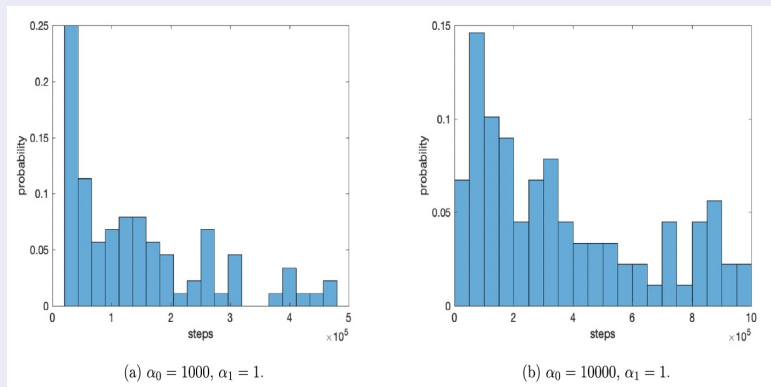 0.25
0.2
0.15
0.1
0.05
0
probability
0 1 2 3 4 5
steps
×10⁵
(a) α₀ = 1000, α₁ = 1.
0.15
0.1
0.05
0
probability
0 2 4 6 8 10
steps
×10⁵
(b) α₀ = 10000, α₁ = 1.